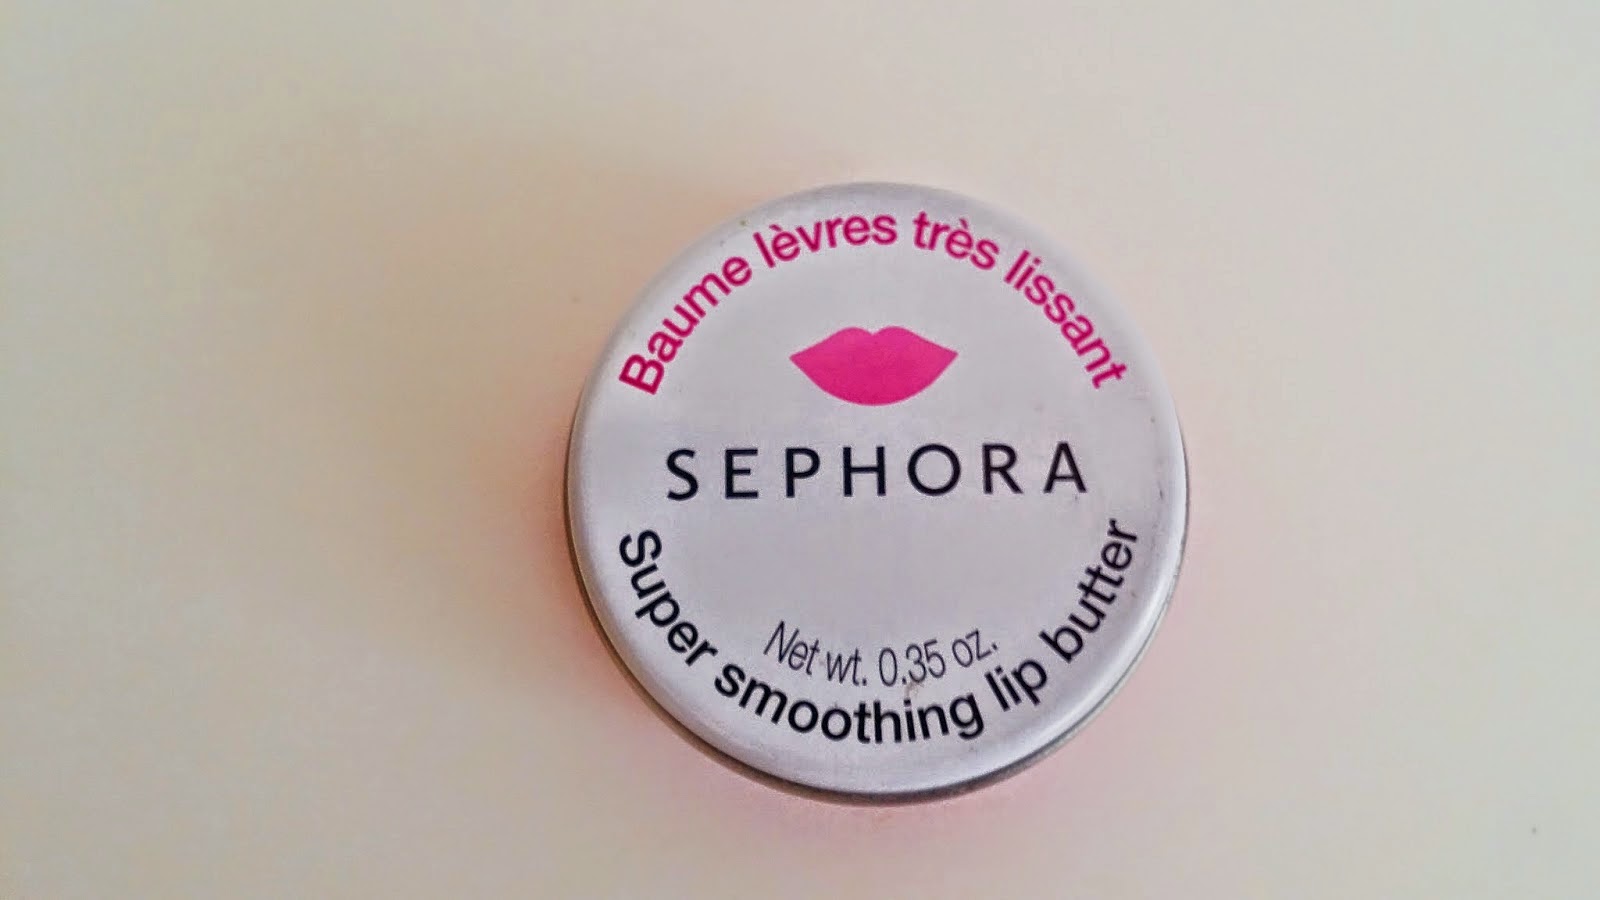 Baume lèvres très lissant
SEPHORA
Net wt. 0.35 oz.
Super smoothing lip butter